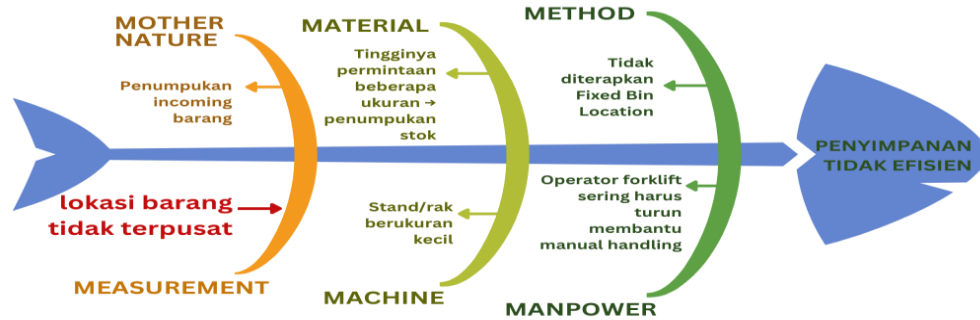 MOTHER
NATURE
Penumpukan
incoming
barang
MATERIAL
Tingginya
permintaan
beberapa
ukuran →
penumpukan
stok
METHOD
Tidak
diterapkan
Fixed Bin
Location
PENYIMPANAN
TIDAK EFISIEN
lokasi barang
tidak terpusat
MEASUREMENT
Stand/rak
berukuran
kecil
MACHINE
Operator forklift
sering harus
turun
membantu
manual handling
MANPOWER